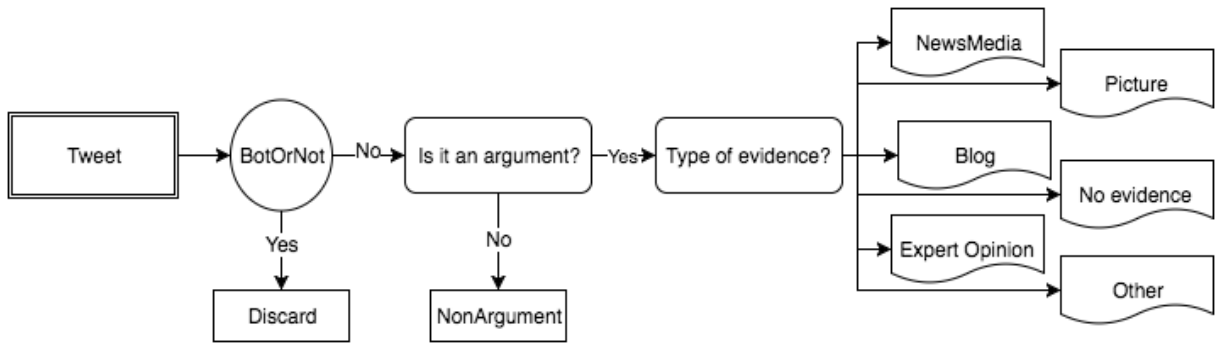 Tweet
BotOrNot
No
Is it an argument?
Yes
Type of evidence?
NewsMedia
Picture
Blog
No evidence
Expert Opinion
Other
Yes
No
Discard
NonArgument